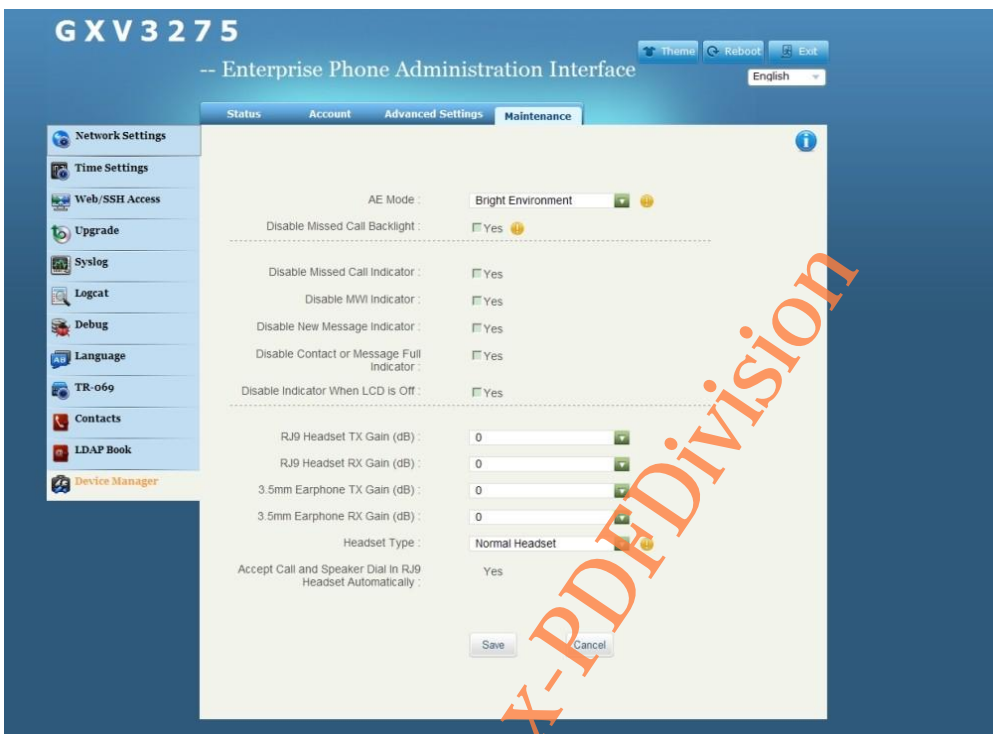 GXV3275
Theme Reboot Exit
-- Enterprise Phone Administration Interface
English
Status Account Advanced Settings Maintenance
Network Settings
Time Settings
Web/SSH Access
Upgrade
Syslog
Logcat
Debug
Language
TR-069
Contacts
LDAP Book
Device Manager
AE Mode : Bright Environment
Disable Missed Call Backlight : Yes
Disable Missed Call Indicator : Yes
Disable MWI Indicator : Yes
Disable New Message Indicator : Yes
Disable Contact or Message Full
Indicator : Yes
Disable Indicator When LCD is Off : Yes
RJ9 Headset TX Gain (dB) : 0
RJ9 Headset RX Gain (dB) : 0
3.5mm Earphone TX Gain (dB) : 0
3.5mm Earphone RX Gain (dB) : 0
Headset Type : Normal Headset
Accept Call and Speaker Dial In RJ9
Headset Automatically : Yes
Save Cancel
x-PDFDivision